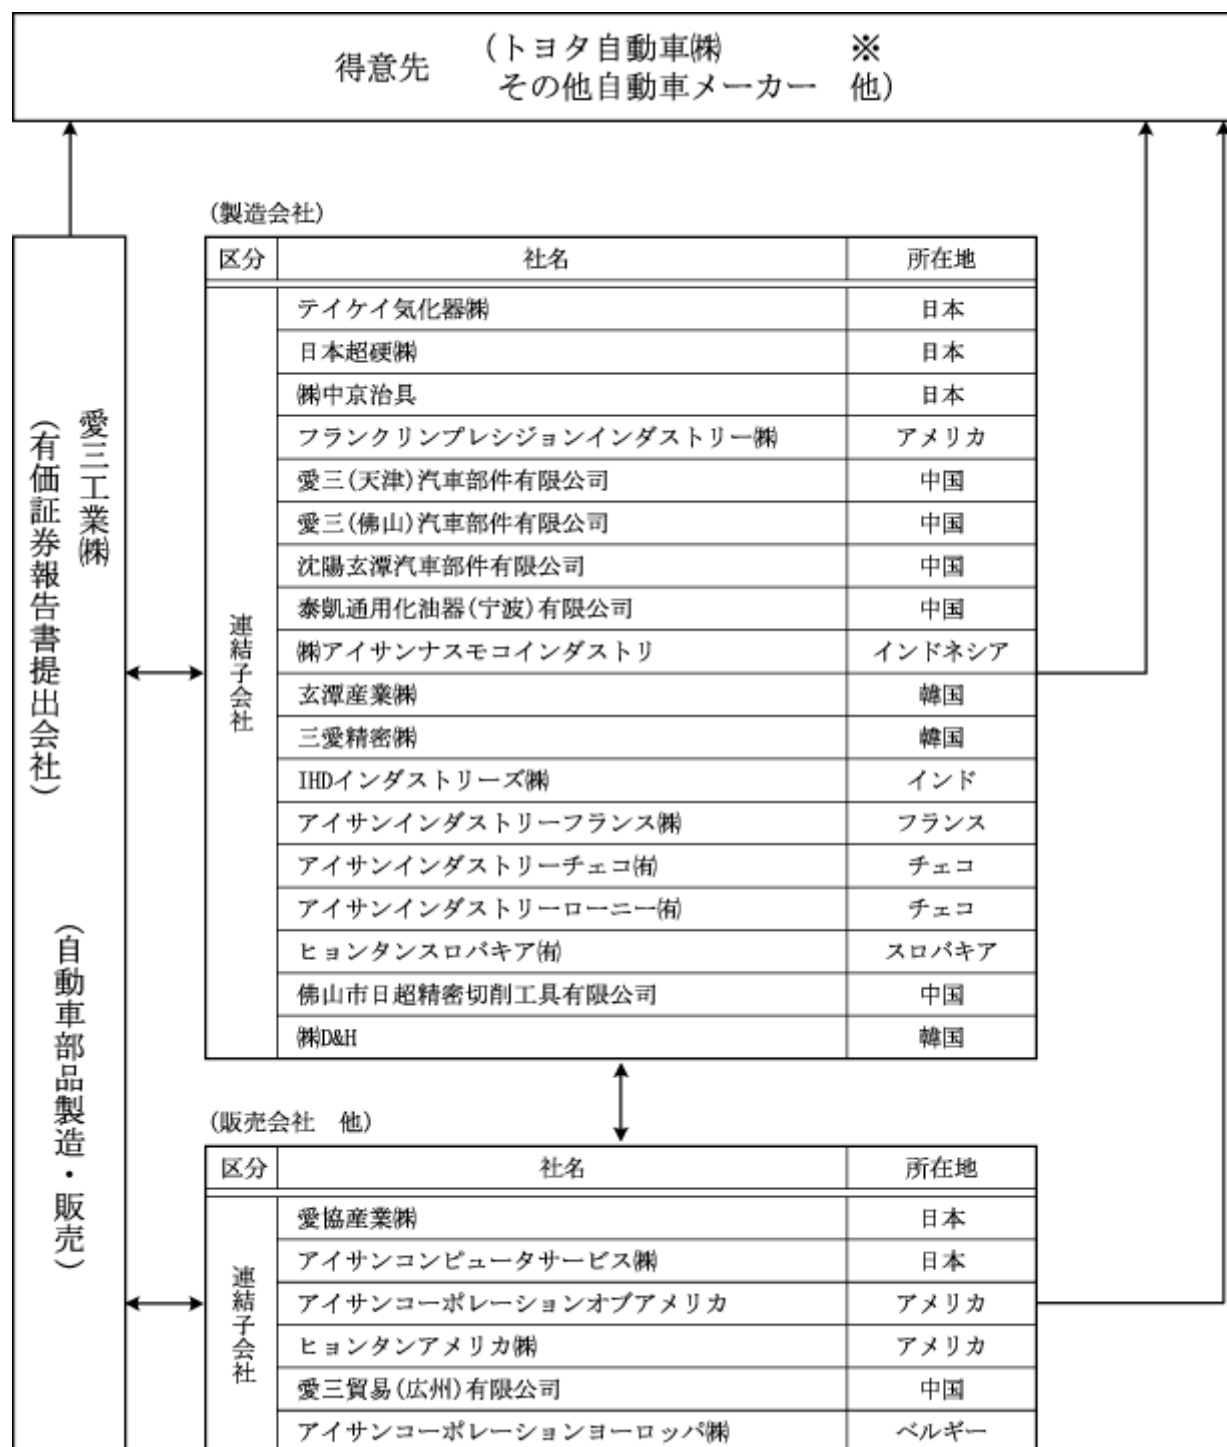 得意先
(トヨタ自動車㈱ ※
その他自動車メーカー 他)
愛三工業㈱
(有価証券報告書提出会社)
(自動車部品製造・販売)
(製造会社)
区分 社名 所在地
連結子会社
テイケイ気化器㈱ 日本
日本超硬㈱ 日本
㈱中京治具 日本
フランクリンプレシジョンインダストリー㈱ アメリカ
愛三(天津)汽車部件有限公司 中国
愛三(佛山)汽車部件有限公司 中国
沈陽玄潭汽車部件有限公司 中国
泰凱通用化油器(宁波)有限公司 中国
㈱アイサンナスモコインダストリ インドネシア
玄潭産業㈱ 韓国
三愛精密㈱ 韓国
IHDインダストリーズ㈱ インド
アイサンインダストリーフランス㈱ フランス
アイサンインダストリーチェコ㈲ チェコ
アイサンインダストリーローニー㈲ チェコ
ヒョンタンスロバキア㈲ スロバキア
佛山市日超精密切削工具有限公司 中国
㈱D&H 韓国
(販売会社 他)
区分 社名 所在地
連結子会社
愛協産業㈱ 日本
アイサンコンピュータサービス㈱ 日本
アイサンコーポレーションオブアメリカ アメリカ
ヒョンタンアメリカ㈱ アメリカ
愛三貿易(広州)有限公司 中国
アイサンコーポレーションヨーロッパ㈱ ベルギー